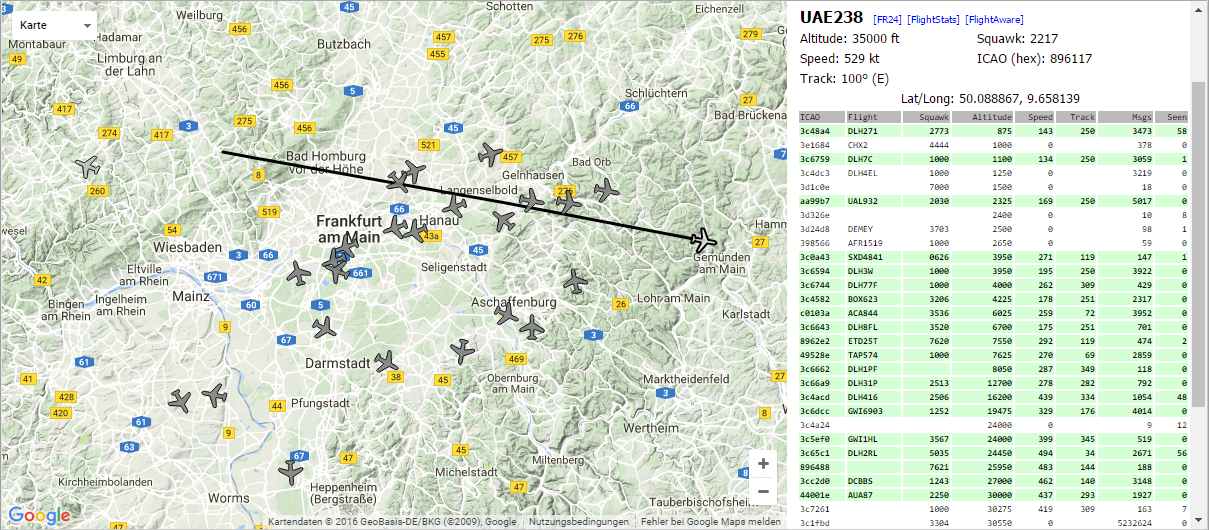 Karte
Weilburg
Schotten
Eichenzell
Montabaur
Hadamar
Limburg an
der Lahn
Butzbach
45
456
457
455
275
276
279
49
456
5
Schlüchtern
66
27
Bad Brückena
417
417
274
3
275
456
45
521
Bad Homburg
vor der Höhe
457
Bad Orb
Gelnhausen
8
260
Langenselbold
276
7
519
66
Frankfurt
am Main
Hanau
43a
54
Wiesbaden
3
66
45
Hamm
27
Gemünden
am Main
wesel
42
Eltville
am Rhein
671
661
Seligenstadt
Bingen
am Rhein
Ingelheim
am Rhein
Mainz
60
5
Aschaffenburg
26
Lohr am Main
Karlstadt
9
67
3
61
Darmstadt
469
41
38
45
Obernburg
am Main
Marktheidenfeld
27
428
420
61
44
Pfungstadt
3
8
63
9
Wertheim
67
47
45
Miltenberg
Michelstadt
8
Kirchheimbolanden
Heppenheim
(Bergstraße)
47
Worms
Tauberbischofsheim
+
−
Google
Kartendaten © 2016 GeoBasis-DE/BKG (©2009), Google
Nutzungsbedingungen
Fehler bei Google Maps melden
UAE238 [FR24] [FlightStats] [FlightAware]
Altitude: 35000 ft Squawk: 2217
Speed: 529 kt ICAO (hex): 896117
Track: 100° (E)
Lat/Long: 50.088867, 9.658139
ICAO Flight Squawk Altitude Speed Track Msgs Seen
3c48a4 DLH271 2773 875 143 250 3473 58
3e1684 CHX2 4444 1000 0 378 0
3c6759 DLH7C 1000 1100 134 250 3059 1
3c4dc3 DLH4EL 1000 1250 0 3219 0
3d1c0e 7000 1500 0 18 0
aa99b7 UAL932 2030 2325 169 250 5017 0
3d326e 2400 0 10 8
3d24d8 DEMEY 3703 2500 0 98 1
398566 AFR1519 1000 2650 0 59 0
3c0a43 SXD4841 0626 3950 271 119 147 1
3c6594 DLH3W 1000 3950 195 250 3922 0
3c6744 DLH77F 1000 4000 262 309 429 0
3c4582 BOX623 3206 4225 178 251 2317 0
c0103a ACA844 3536 6025 259 72 3952 0
3c6643 DLH8FL 3520 6700 175 251 701 0
8962e2 ETD25T 7620 7550 292 119 474 2
49528e TAP574 1000 7625 270 69 2859 0
3c6662 DLH1PF 8050 287 349 118 0
3c66a9 DLH31P 2513 12700 278 282 792 0
3c4acd DLH416 2506 16200 439 334 1054 48
3c6dcc GWI6903 1252 19475 329 176 4014 0
3c4a24 24000 0 9 12
3c5ef0 GWI1HL 3567 24000 399 345 519 0
3c65c1 DLH2RL 5035 24450 494 34 2671 56
896488 7621 25950 483 144 188 0
3cc2d0 DCBBS 1243 27000 462 140 3148 0
44001e AUA87 2250 30000 437 293 1927 0
3c7261 1000 30275 419 309 163 7
3c1fbd 3304 30550 0 5232624